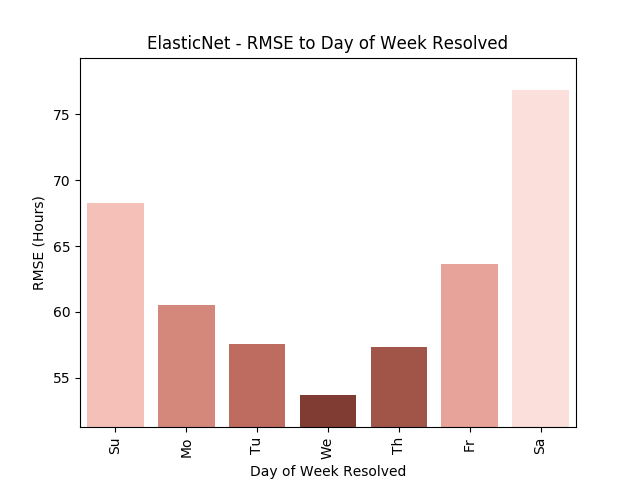 ElasticNet - RMSE to Day of Week Resolved
75
70
65
60
55
RMSE (Hours)
Su
Mo
Tu
We
Th
Fr
Sa
Day of Week Resolved